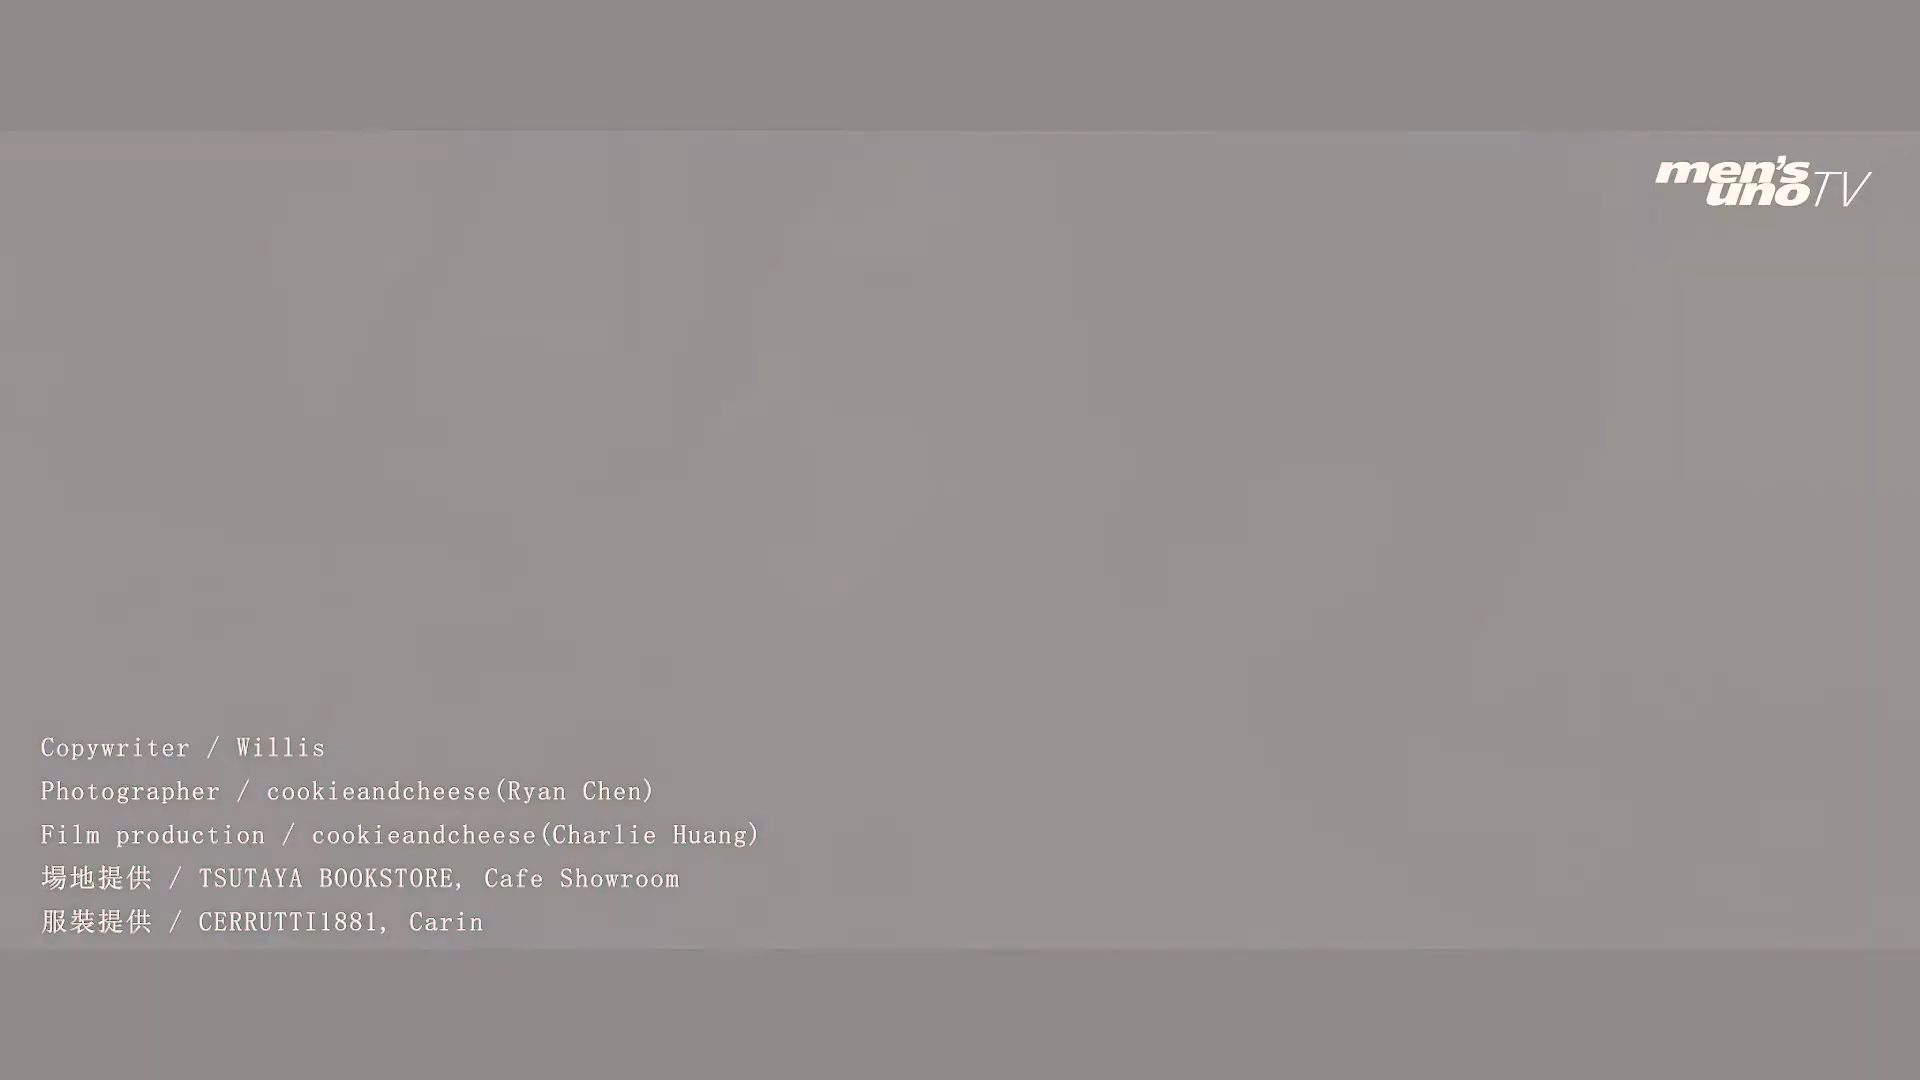 men's
uno TV
Copywriter / Willis
Photographer / cookieandcheese(Ryan Chen)
Film production / cookieandcheese(Charlie Huang)
場地提供 / TSUTAYA BOOKSTORE, Cafe Showroom
服裝提供 / CERRUTTI1881, Carin